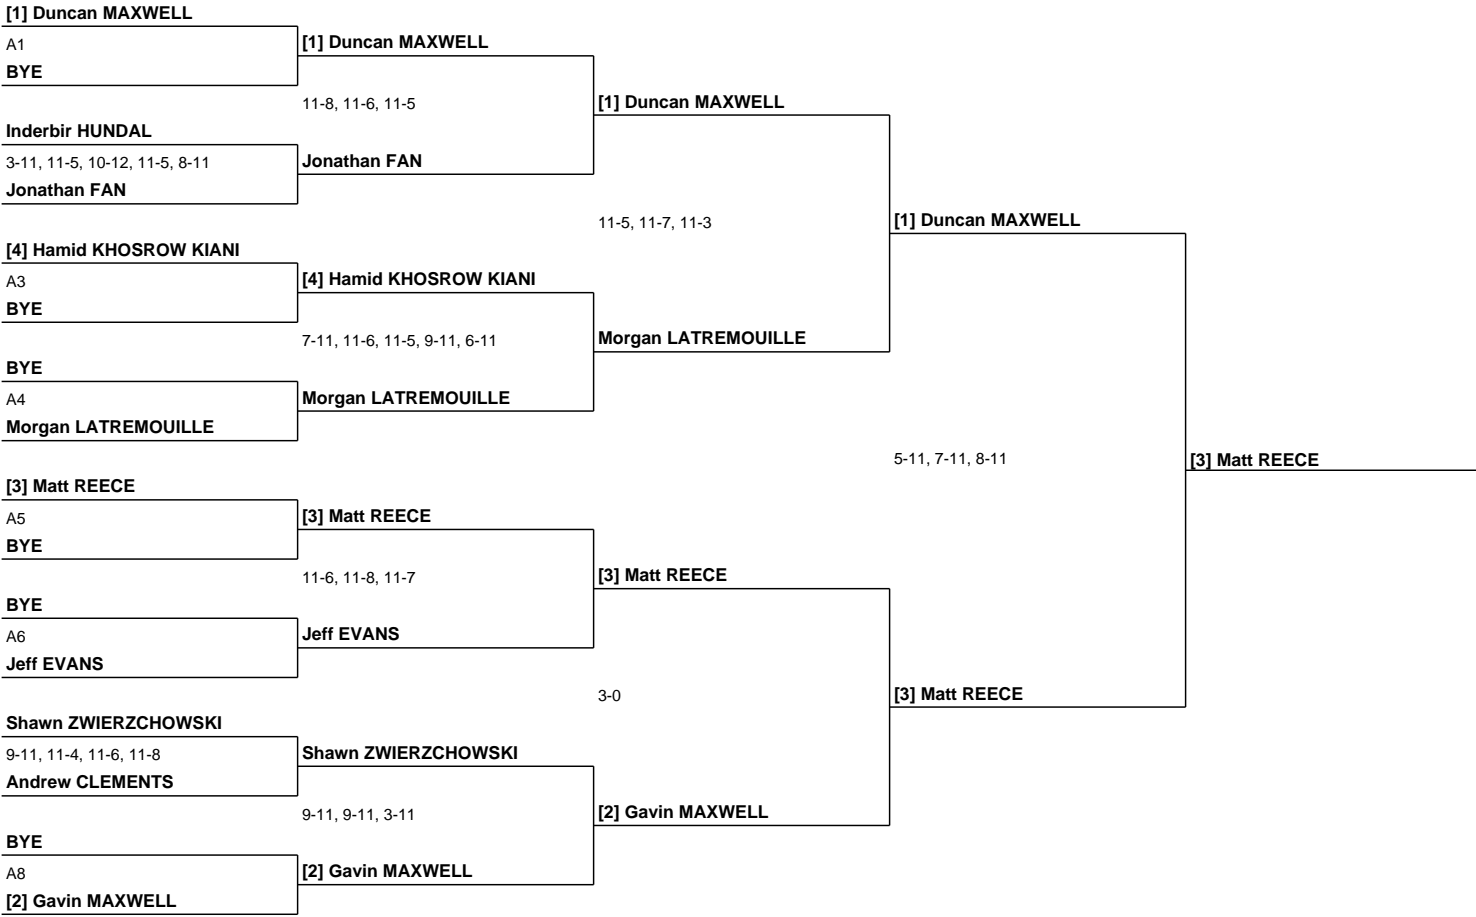 [1] Duncan MAXWELL
A1
BYE
[1] Duncan MAXWELL
11-8, 11-6, 11-5
[1] Duncan MAXWELL
Inderbir HUNDAL
3-11, 11-5, 10-12, 11-5, 8-11
Jonathan FAN
Jonathan FAN
11-5, 11-7, 11-3
[1] Duncan MAXWELL
[4] Hamid KHOSROW KIANI
A3
BYE
[4] Hamid KHOSROW KIANI
7-11, 11-6, 11-5, 9-11, 6-11
Morgan LATREMOUILLE
BYE
A4
Morgan LATREMOUILLE
Morgan LATREMOUILLE
5-11, 7-11, 8-11
[3] Matt REECE
[3] Matt REECE
A5
BYE
[3] Matt REECE
11-6, 11-8, 11-7
[3] Matt REECE
BYE
A6
Jeff EVANS
Jeff EVANS
3-0
[3] Matt REECE
Shawn ZWIERZCHOWSKI
9-11, 11-4, 11-6, 11-8
Andrew CLEMENTS
Shawn ZWIERZCHOWSKI
9-11, 9-11, 3-11
[2] Gavin MAXWELL
BYE
A8
[2] Gavin MAXWELL
[2] Gavin MAXWELL